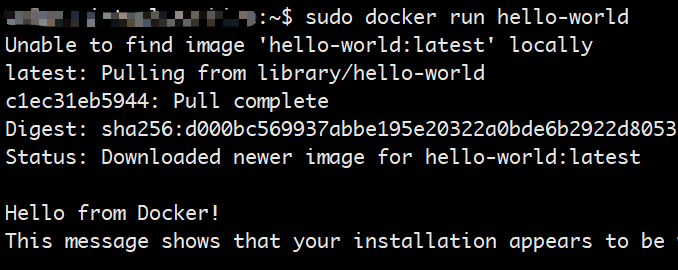 :~$ sudo docker run hello-world
Unable to find image 'hello-world:latest' locally
latest: Pulling from library/hello-world
c1ec31eb5944: Pull complete
Digest: sha256:d000bc569937abbe195e20322a0bde6b2922d8053
Status: Downloaded newer image for hello-world:latest
Hello from Docker!
This message shows that your installation appears to be